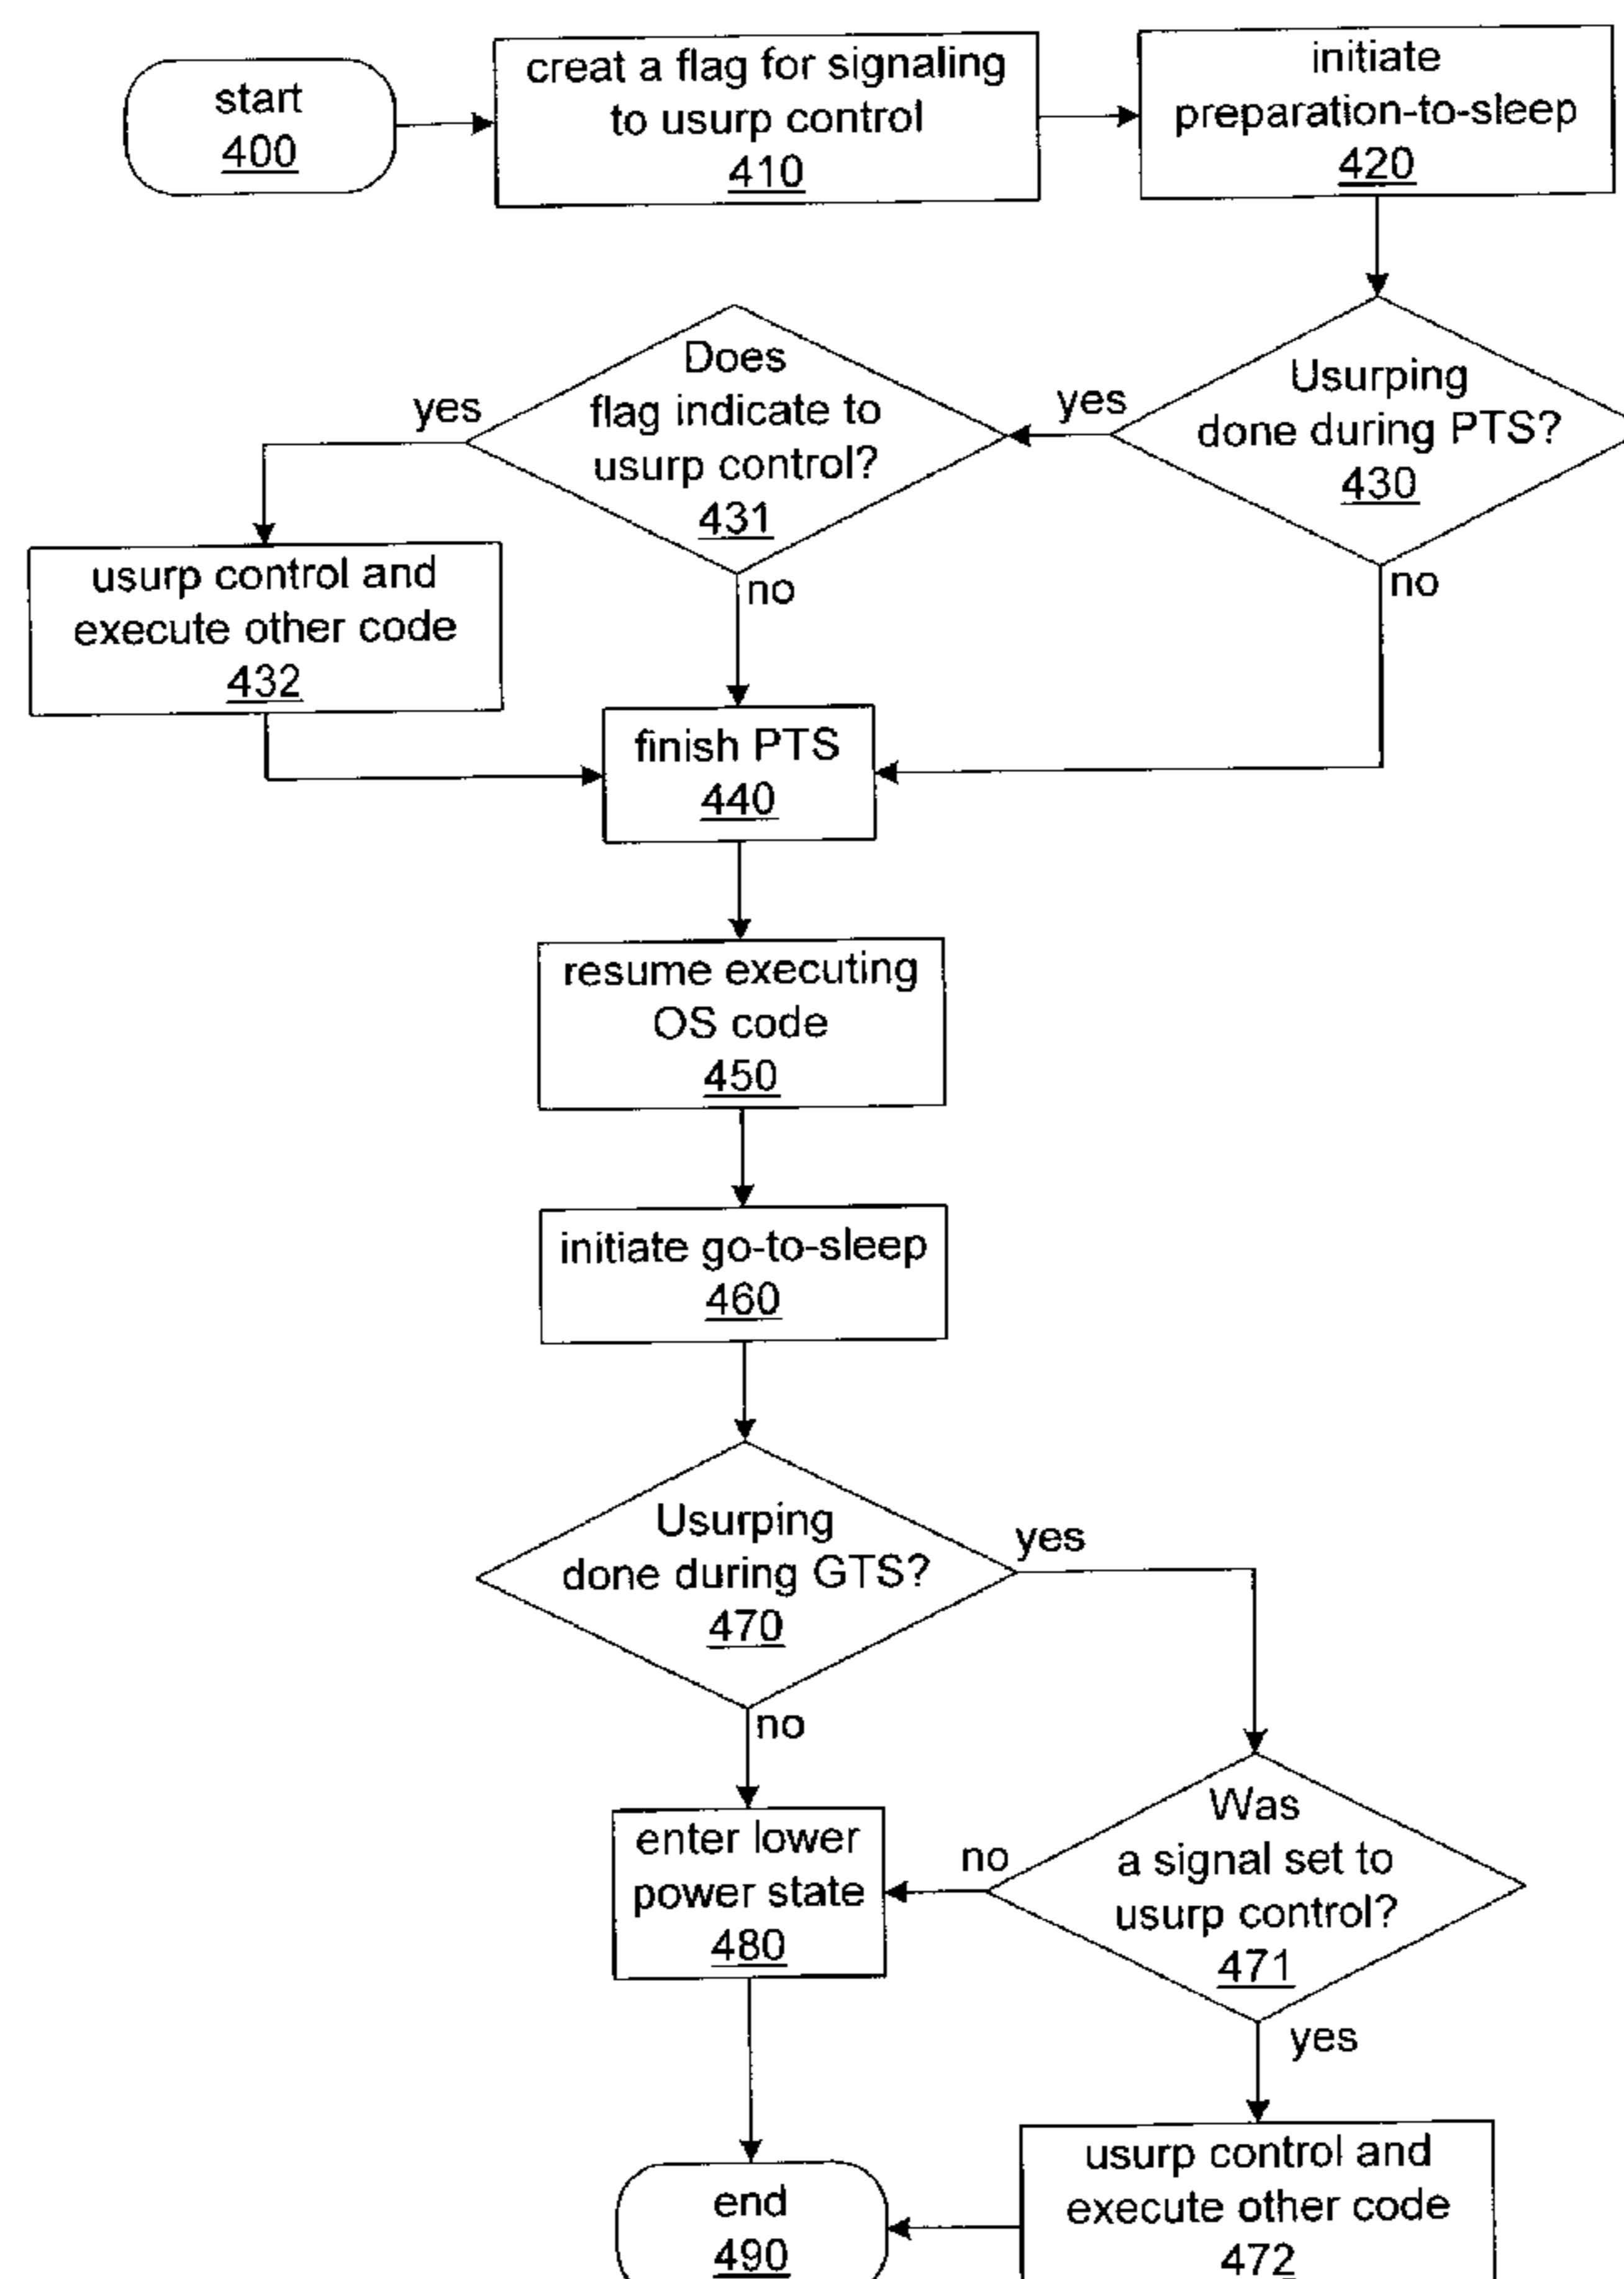 start
400
creat a flag for signaling
to usurp control
410
initiate
preparation-to-sleep
420
Usurping
done during PTS?
430
yes
no
Does
flag indicate to
usurp control?
431
yes
no
usurp control and
execute other code
432
finish PTS
440
resume executing
OS code
450
initiate go-to-sleep
460
Usurping
done during GTS?
470
yes
no
Was
a signal set to
usurp control?
471
no
yes
enter lower
power state
480
usurp control and
execute other code
472
end
490